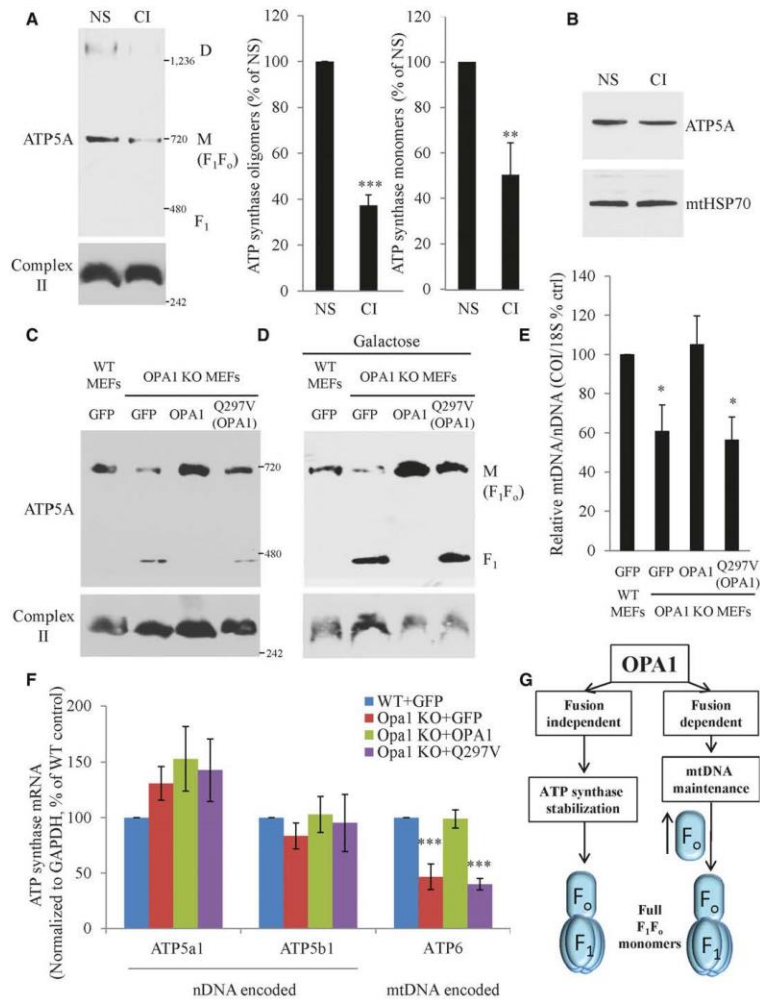 A
NS CI
D
1,236
ATP5A
720
M
(F1Fo)
480
F1
Complex
II
242
ATP synthase oligomers (% of NS)
120
100
80
60
40
20
0
***
NS CI
ATP synthase monomers (% of NS)
120
100
80
60
40
20
0
**
NS CI
B
NS CI
ATP5A
mtHSP70
C
WT
MEFs
OPA1 KO MEFs
GFP GFP OPA1 Q297V
(OPA1)
ATP5A
720
480
Complex
II
242
D
Galactose
WT
MEFs
OPA1 KO MEFs
GFP GFP OPA1 Q297V
(OPA1)
M
(F1Fo)
F1
E
Relative mtDNA/nDNA (COI/18S % ctrl)
140
120
100
80
60
40
20
0
*
*
GFP GFP OPA1 Q297V
(OPA1)
WT
MEFs
OPA1 KO MEFs
F
ATP synthase mRNA
(Normalized to GAPDH, % of WT control)
200
150
100
50
0
WT+GFP
Opa1 KO+GFP
Opa1 KO+OPA1
Opa1 KO+Q297V
***
***
ATP5a1 ATP5b1 ATP6
nDNA encoded mtDNA encoded
G
OPA1
Fusion
independent
Fusion
dependent
ATP synthase
stabilization
mtDNA
maintenance
Fo
Fo
F1
Full
F1Fo
monomers
Fo
F1